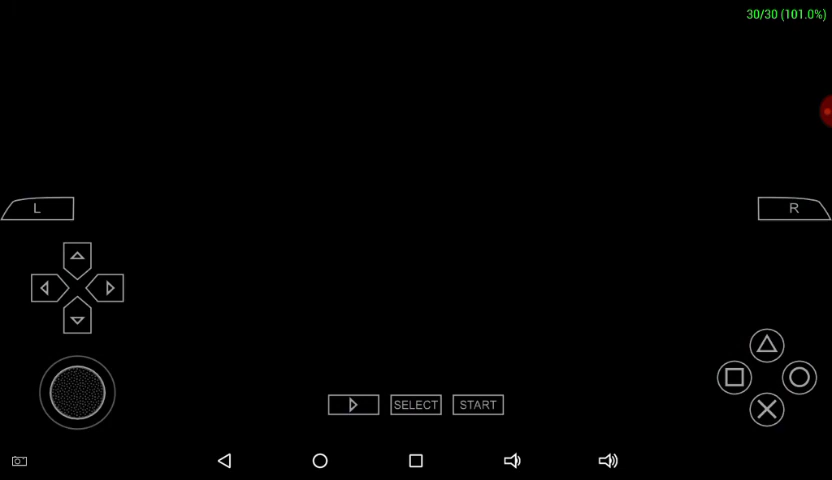 30/30 (101.0%)
L
R
SELECT
START